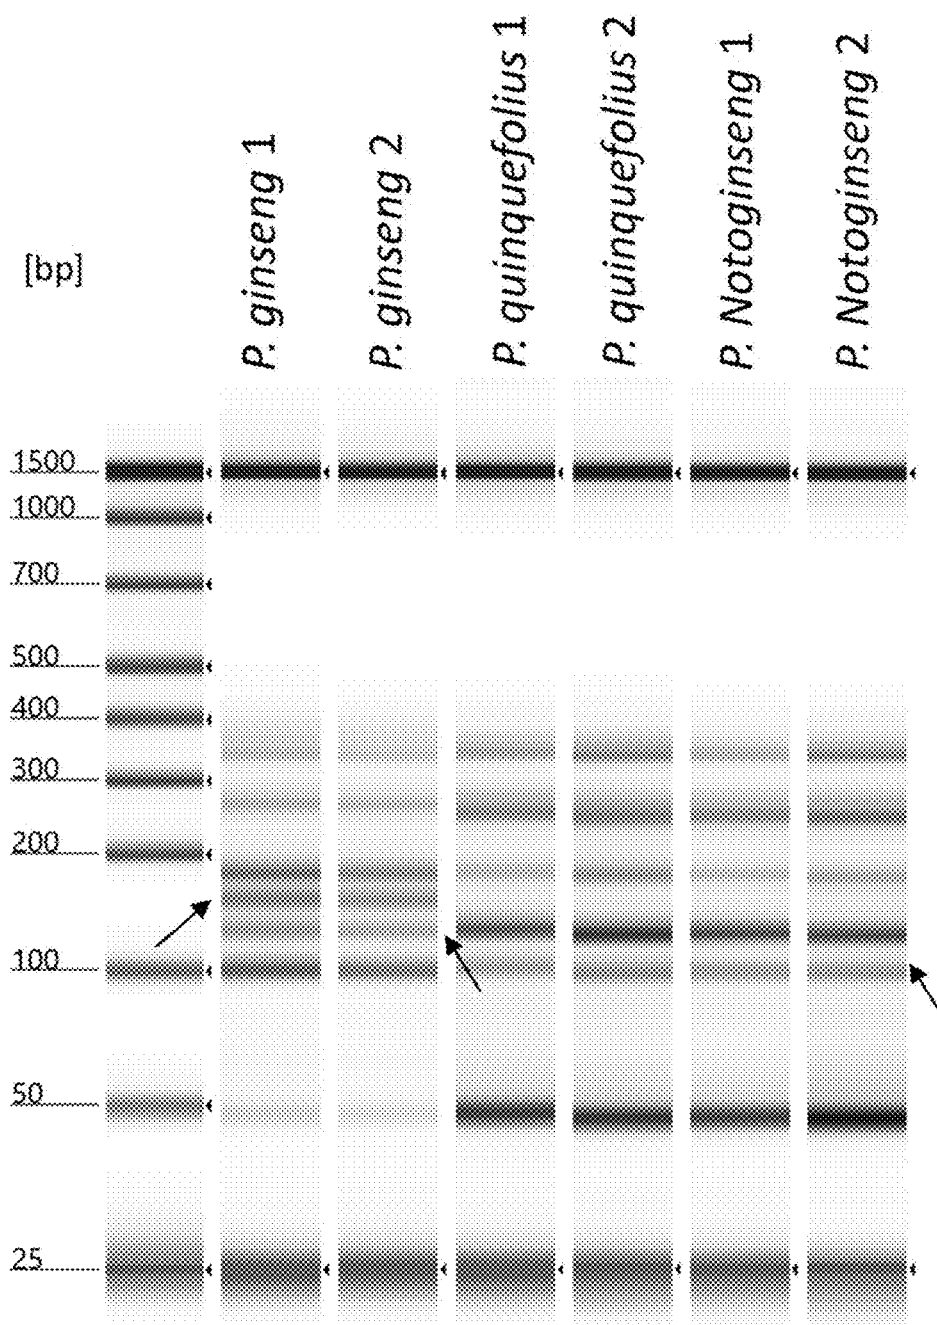 [bp]
P. ginseng 1
P. ginseng 2
P. quinquefolius 1
P. quinquefolius 2
P. Notoginseng 1
P. Notoginseng 2
1500
1000
700
500
400
300
200
100
50
25